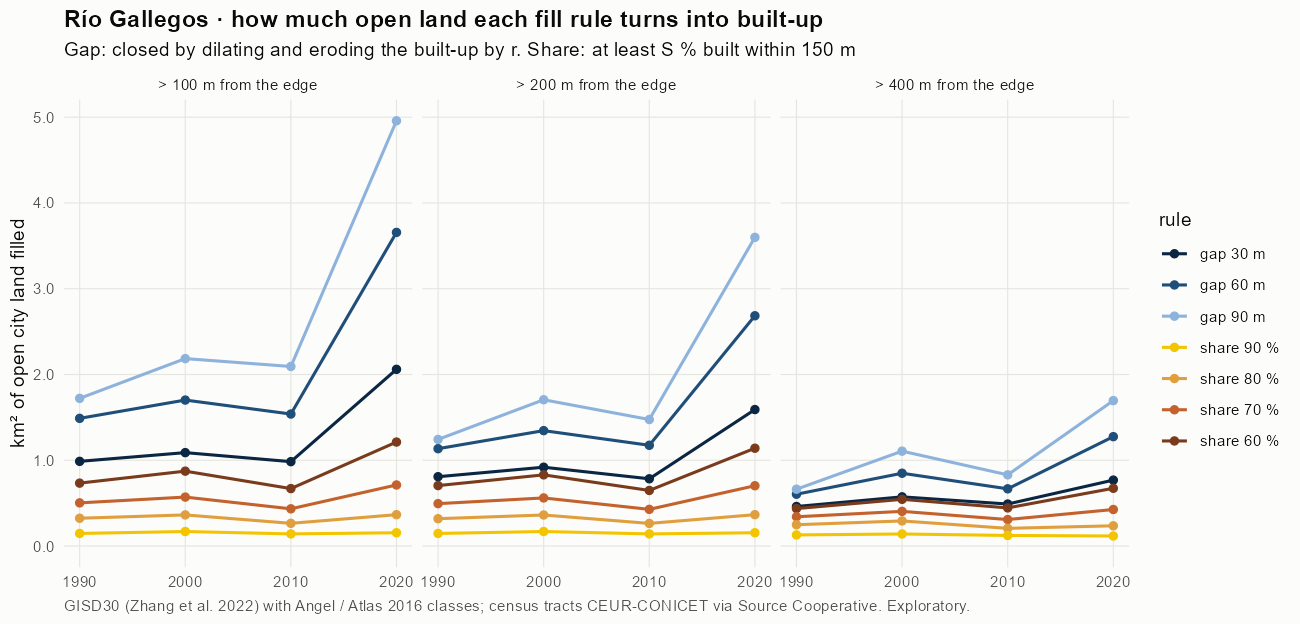 Río Gallegos · how much open land each fill rule turns into built-up
Gap: closed by dilating and eroding the built-up by r. Share: at least S % built within 150 m
> 100 m from the edge
> 200 m from the edge
> 400 m from the edge
km² of open city land filled
5.0
4.0
3.0
2.0
1.0
0.0
1990 2000 2010 2020
1990 2000 2010 2020
1990 2000 2010 2020
rule
gap 30 m
gap 60 m
gap 90 m
share 90 %
share 80 %
share 70 %
share 60 %
GISD30 (Zhang et al. 2022) with Angel / Atlas 2016 classes; census tracts CEUR-CONICET via Source Cooperative. Exploratory.